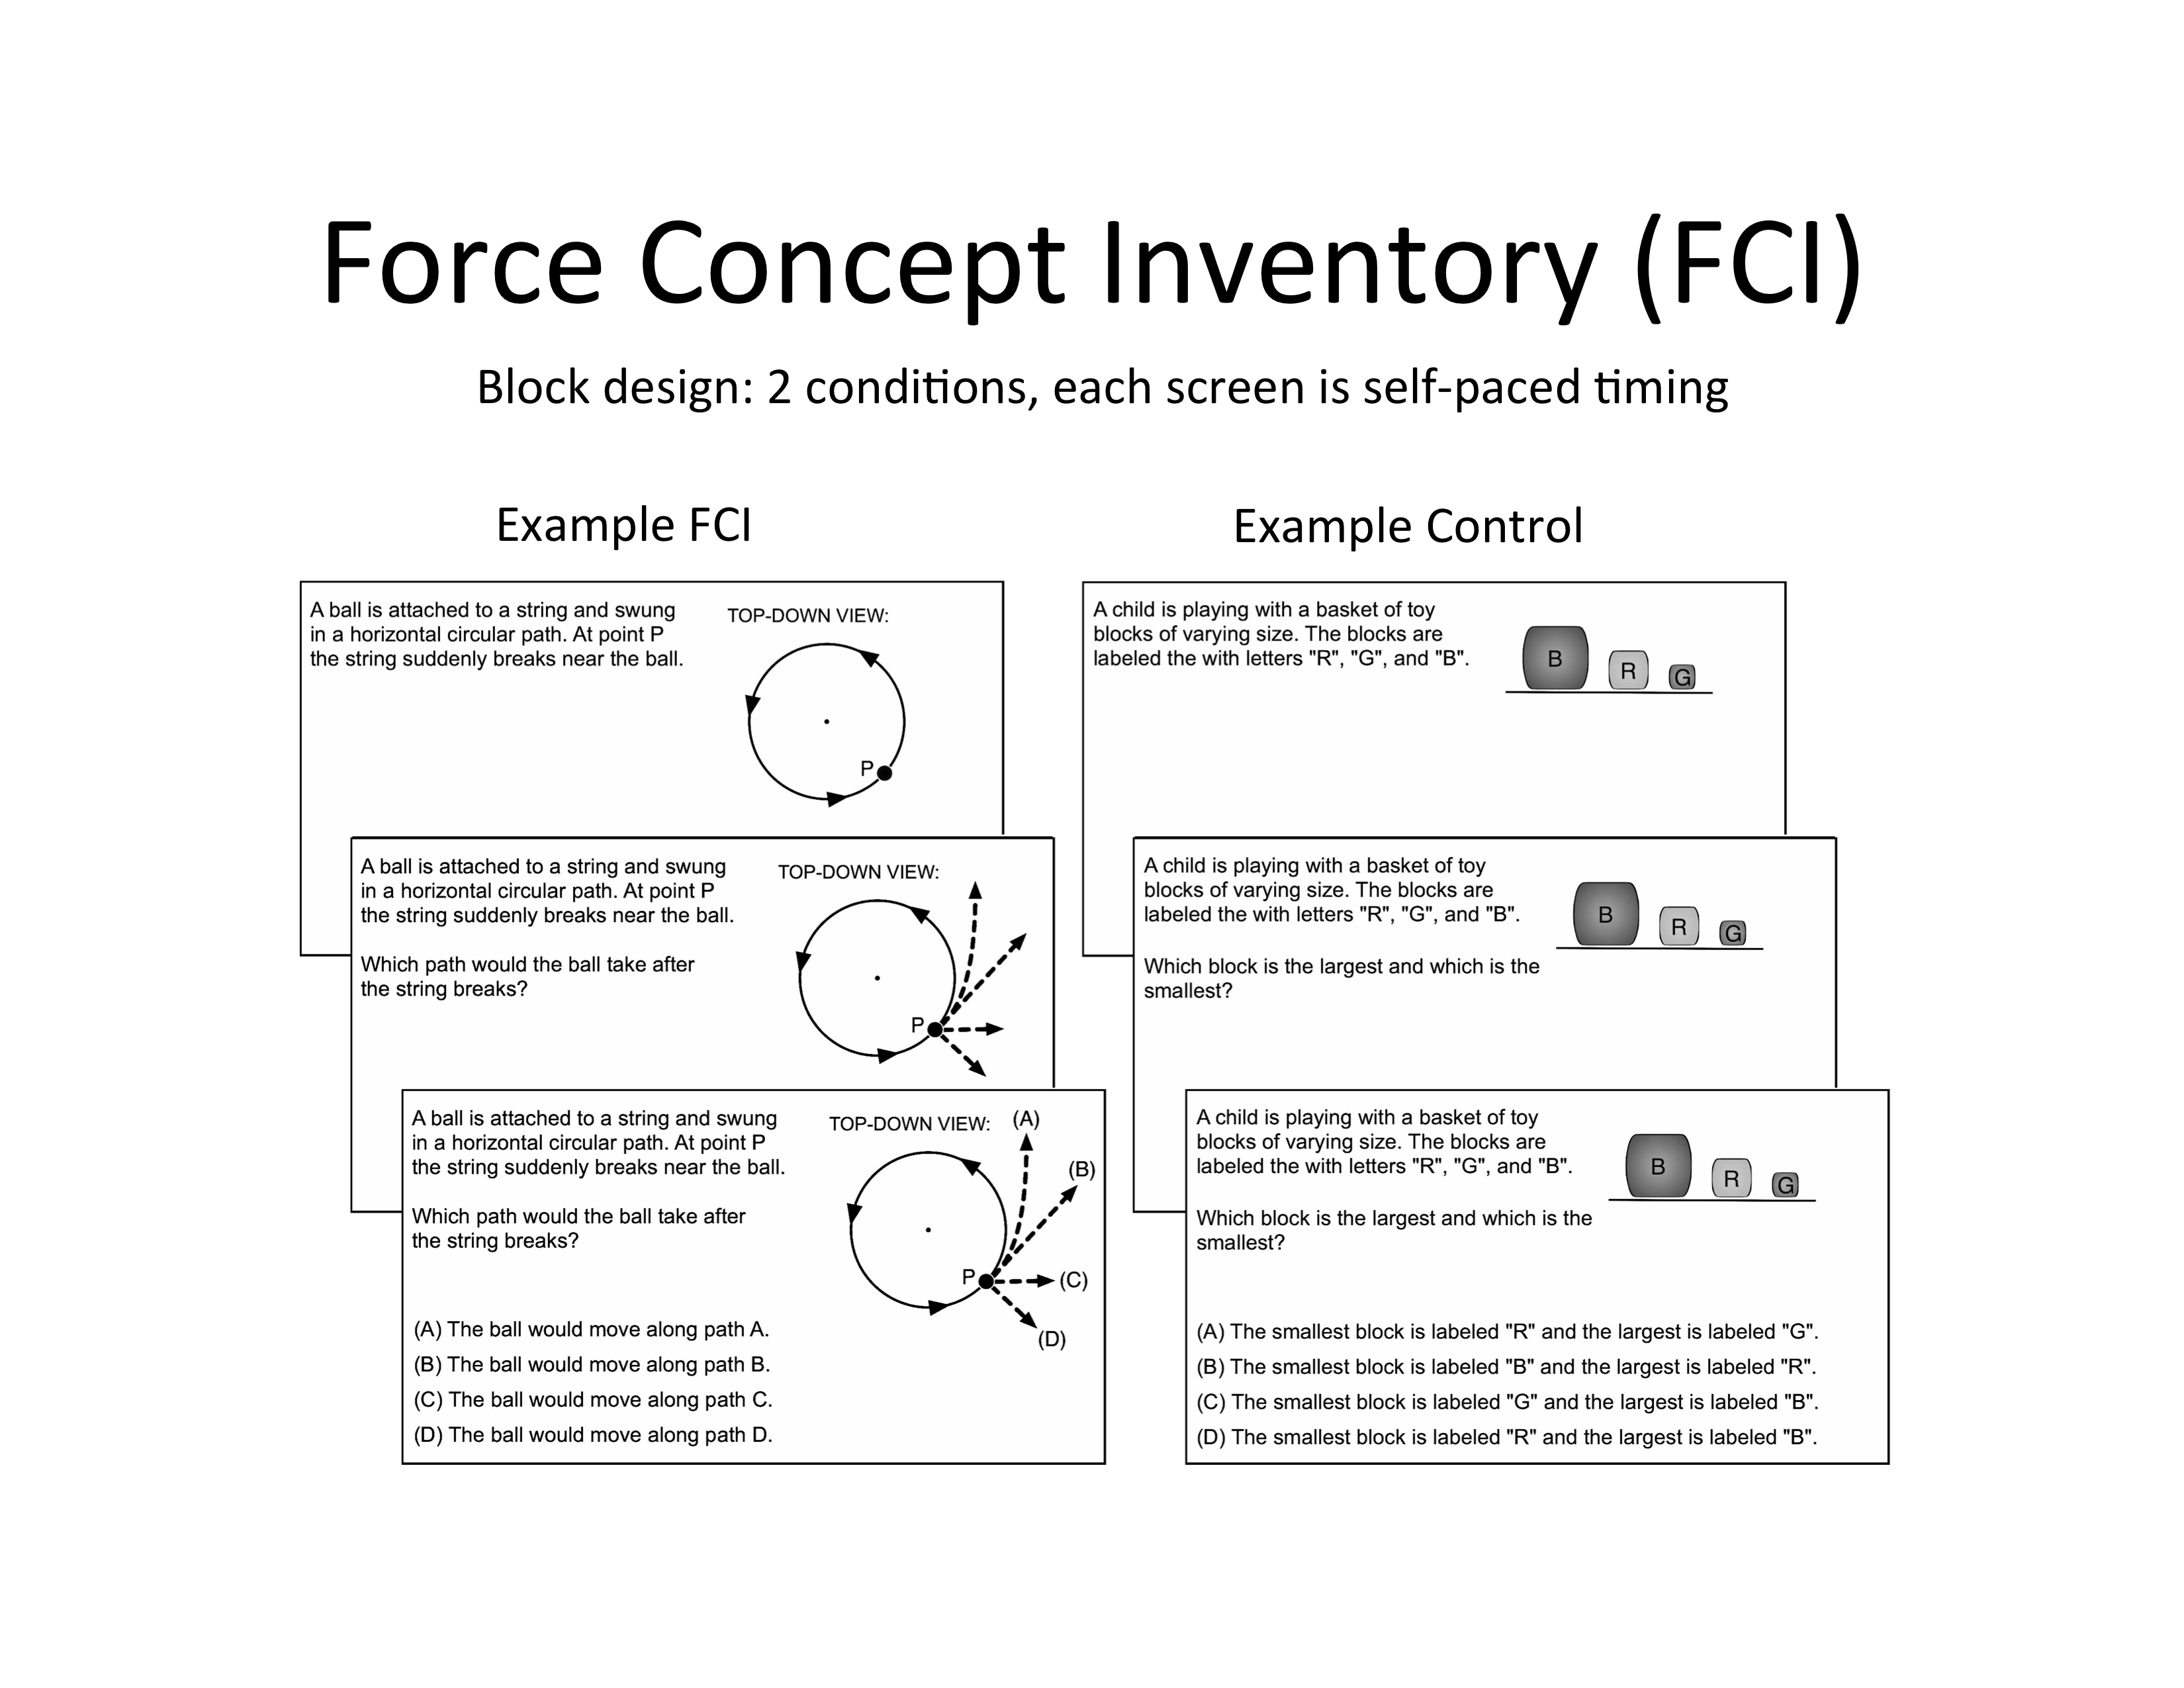 Force Concept Inventory (FCI)
Block design: 2 conditions, each screen is self-paced timing
Example FCI
A ball is attached to a string and swung
in a horizontal circular path. At point P
the string suddenly breaks near the ball.
TOP-DOWN VIEW:
P
A ball is attached to a string and swung
in a horizontal circular path. At point P
the string suddenly breaks near the ball.
Which path would the ball take after
the string breaks?
TOP-DOWN VIEW:
P
A ball is attached to a string and swung
in a horizontal circular path. At point P
the string suddenly breaks near the ball.
Which path would the ball take after
the string breaks?
TOP-DOWN VIEW:
(A)
(B)
P
(C)
(D)
(A) The ball would move along path A.
(B) The ball would move along path B.
(C) The ball would move along path C.
(D) The ball would move along path D.
Example Control
A child is playing with a basket of toy
blocks of varying size. The blocks are
labeled the with letters "R", "G", and "B".
B R G
A child is playing with a basket of toy
blocks of varying size. The blocks are
labeled the with letters "R", "G", and "B".
B R G
Which block is the largest and which is the
smallest?
A child is playing with a basket of toy
blocks of varying size. The blocks are
labeled the with letters "R", "G", and "B".
B R G
Which block is the largest and which is the
smallest?
(A) The smallest block is labeled "R" and the largest is labeled "G".
(B) The smallest block is labeled "B" and the largest is labeled "R".
(C) The smallest block is labeled "G" and the largest is labeled "B".
(D) The smallest block is labeled "R" and the largest is labeled "B".